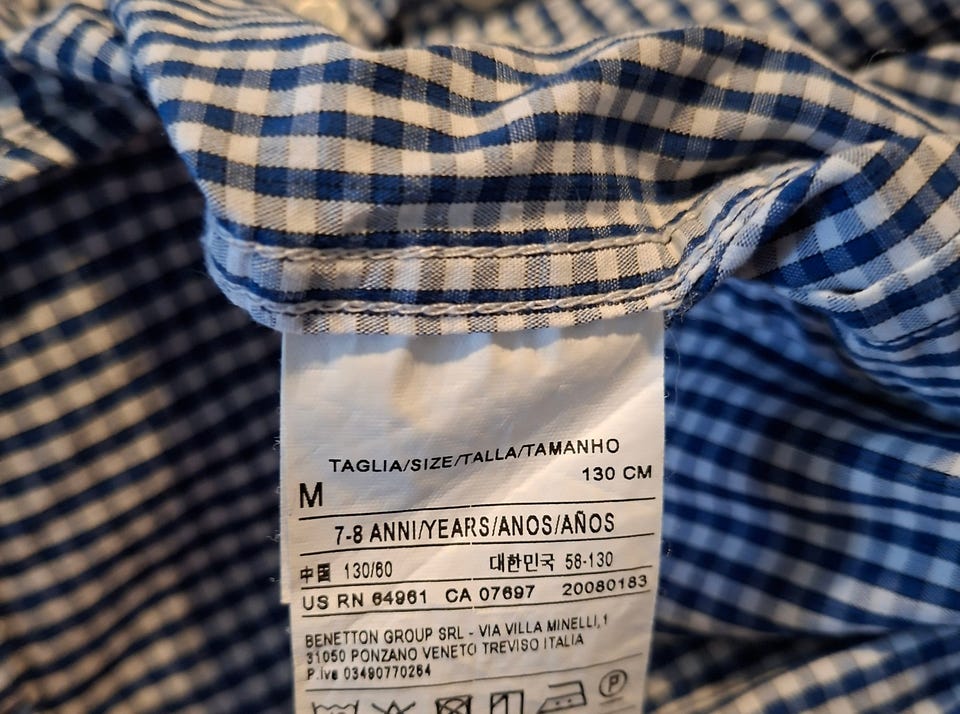 TAGLIA/SIZE/TALLA/TAMANHO
130 CM
M
7-8 ANNI/YEARS/ANOS/AÑOS
中国 130/60 대한민국 58-130
US RN 64961 CA 07697 20080183
BENETTON GROUP SRL - VIA VILLA MINELLI,1
31050 PONZANO VENETO TREVISO ITALIA
P.iva 03490770264
P